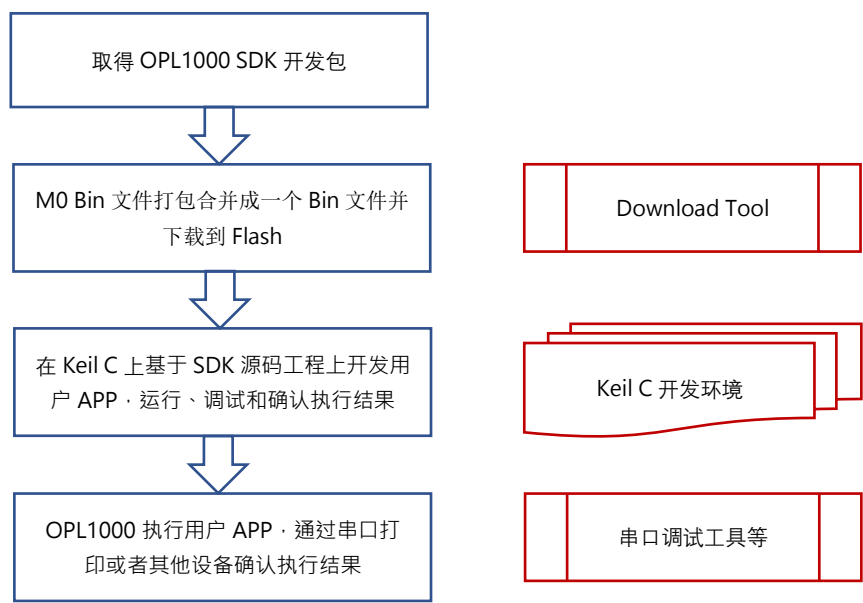 取得 OPL1000 SDK 开发包
M0 Bin 文件打包合并成一个 Bin 文件并
下载到 Flash
Download Tool
在 Keil C 上基于 SDK 源码工程上开发用
户 APP，运行、调试和确认执行结果
Keil C 开发环境
OPL1000 执行用户 APP，通过串口打
印或者其他设备确认执行结果
串口调试工具等